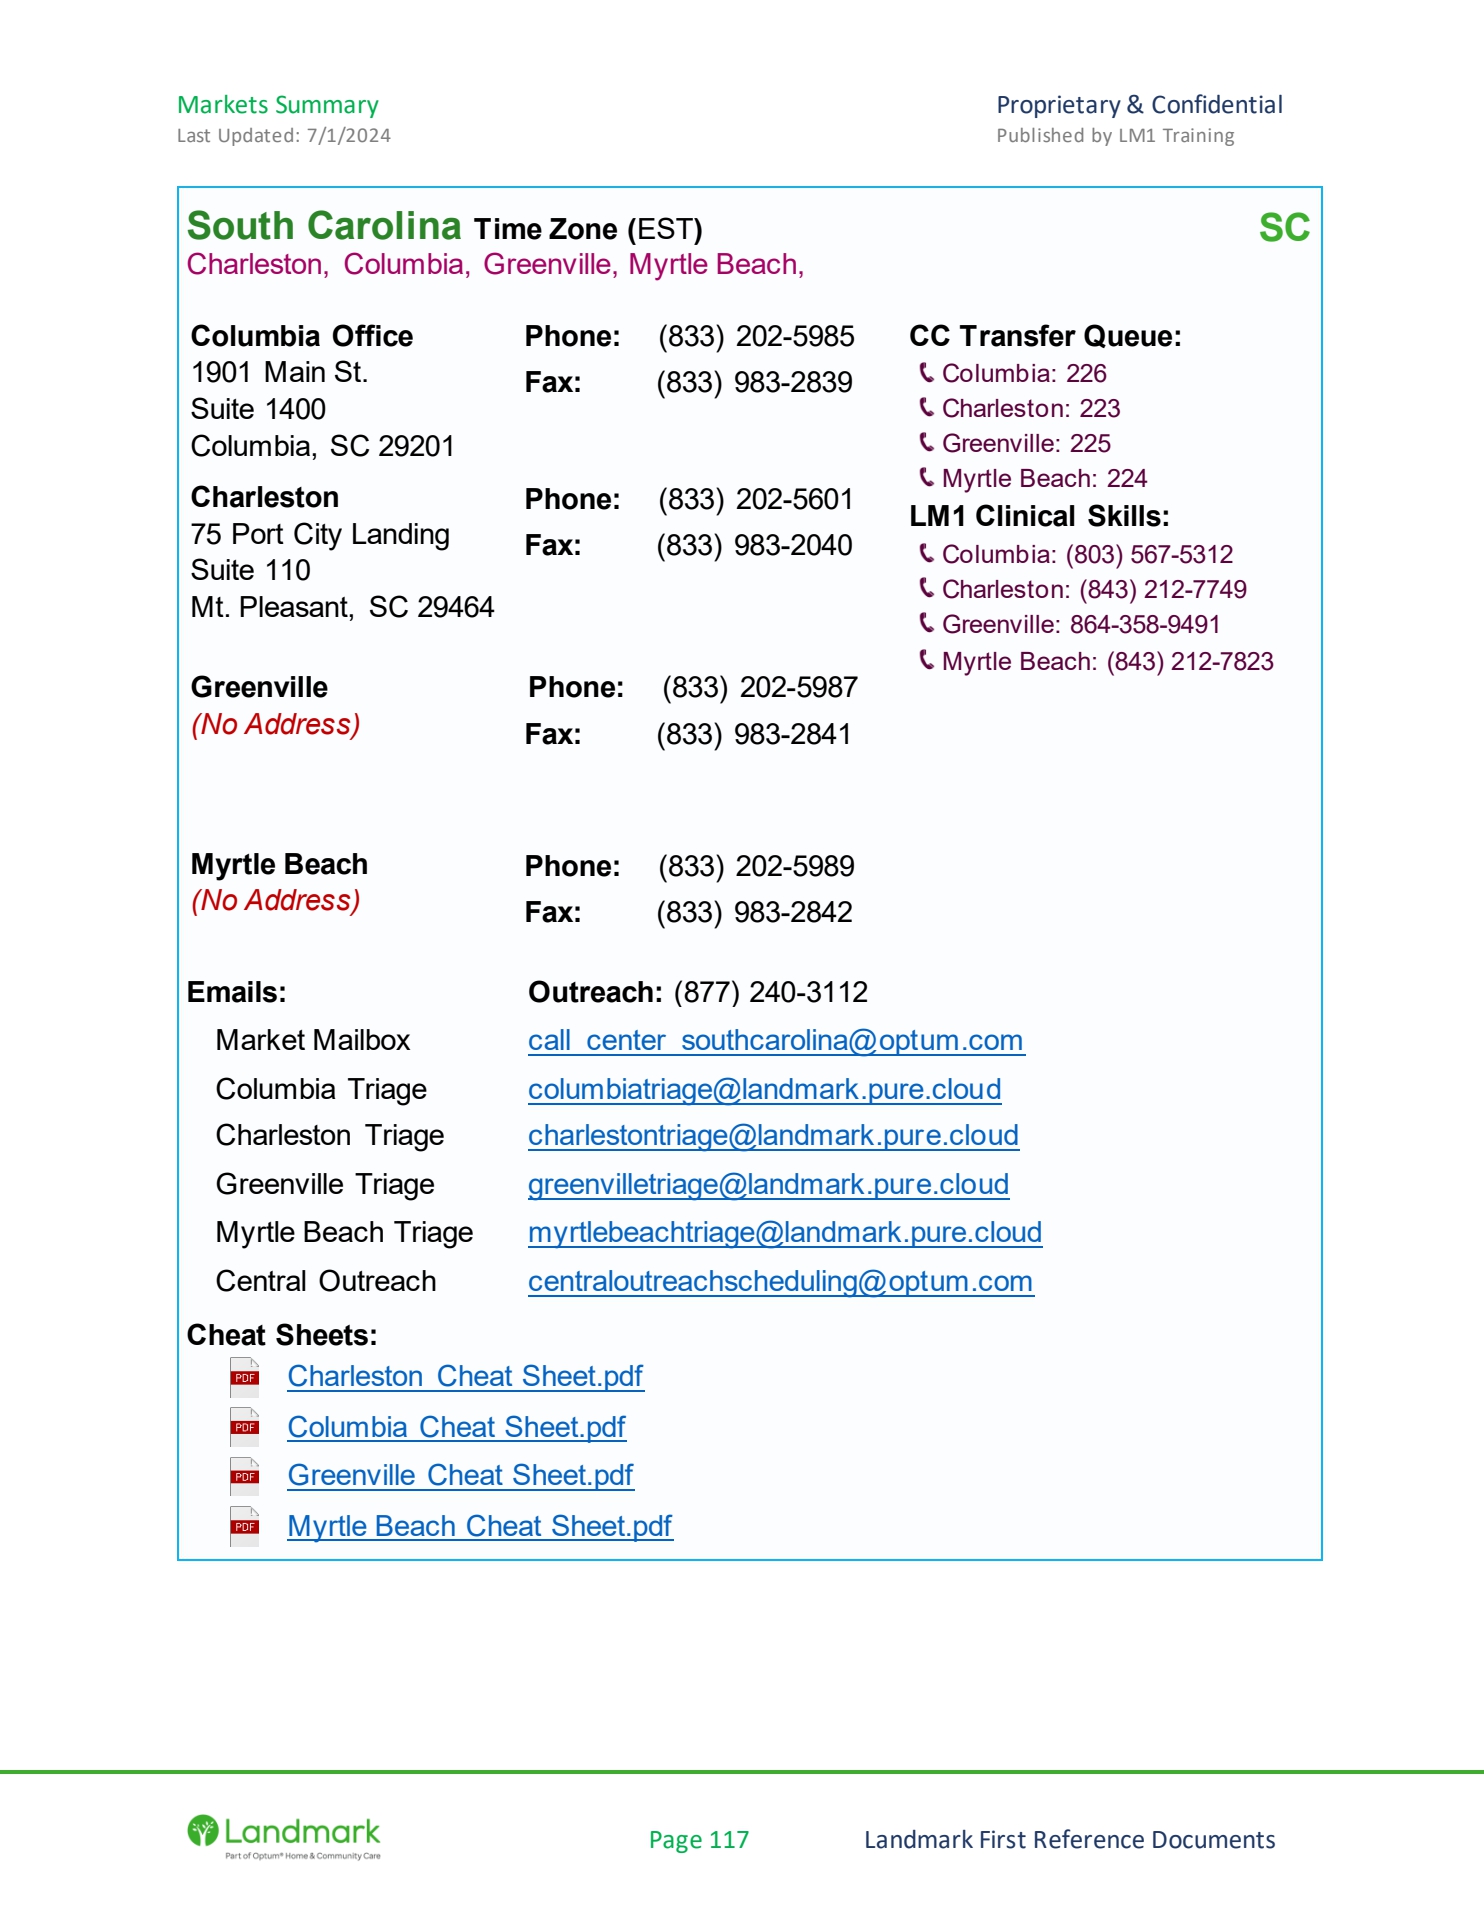 Markets Summary
Proprietary & Confidential
Last Updated: 7/1/2024
Published by LM1 Training
South Carolina Time Zone (EST)
SC
Charleston, Columbia, Greenville, Myrtle Beach,
Columbia Office
1901 Main St.
Suite 1400
Columbia, SC 29201
Phone: (833) 202-5985
Fax: (833) 983-2839
Charleston
75 Port City Landing
Suite 110
Mt. Pleasant, SC 29464
Phone: (833) 202-5601
Fax: (833) 983-2040
Greenville
(No Address)
Phone: (833) 202-5987
Fax: (833) 983-2841
Myrtle Beach
(No Address)
Phone: (833) 202-5989
Fax: (833) 983-2842
CC Transfer Queue:
Columbia: 226
Charleston: 223
Greenville: 225
Myrtle Beach: 224
LM1 Clinical Skills:
Columbia: (803) 567-5312
Charleston: (843) 212-7749
Greenville: 864-358-9491
Myrtle Beach: (843) 212-7823
Emails:
Outreach: (877) 240-3112
Market Mailbox call_center_southcarolina@optum.com
Columbia Triage columbiatriage@landmark.pure.cloud
Charleston Triage charlestontriage@landmark.pure.cloud
Greenville Triage greenvilletriage@landmark.pure.cloud
Myrtle Beach Triage myrtlebeachtriage@landmark.pure.cloud
Central Outreach centraloutreachscheduling@optum.com
Cheat Sheets:
PDF Charleston Cheat Sheet.pdf
PDF Columbia Cheat Sheet.pdf
PDF Greenville Cheat Sheet.pdf
PDF Myrtle Beach Cheat Sheet.pdf
Landmark
Part of Optum® Home & Community Care
Page 117
Landmark First Reference Documents